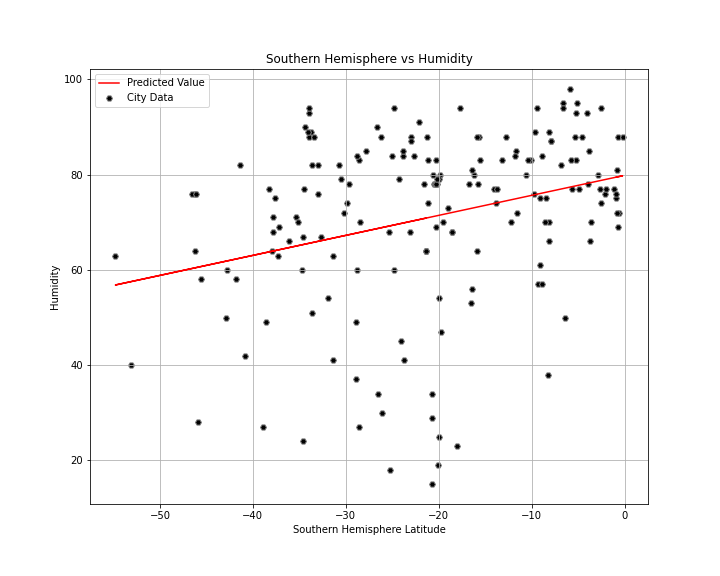 Southern Hemisphere vs Humidity
Predicted Value
City Data
100
80
60
40
20
Humidity
−50
−40
−30
−20
−10
0
Southern Hemisphere Latitude